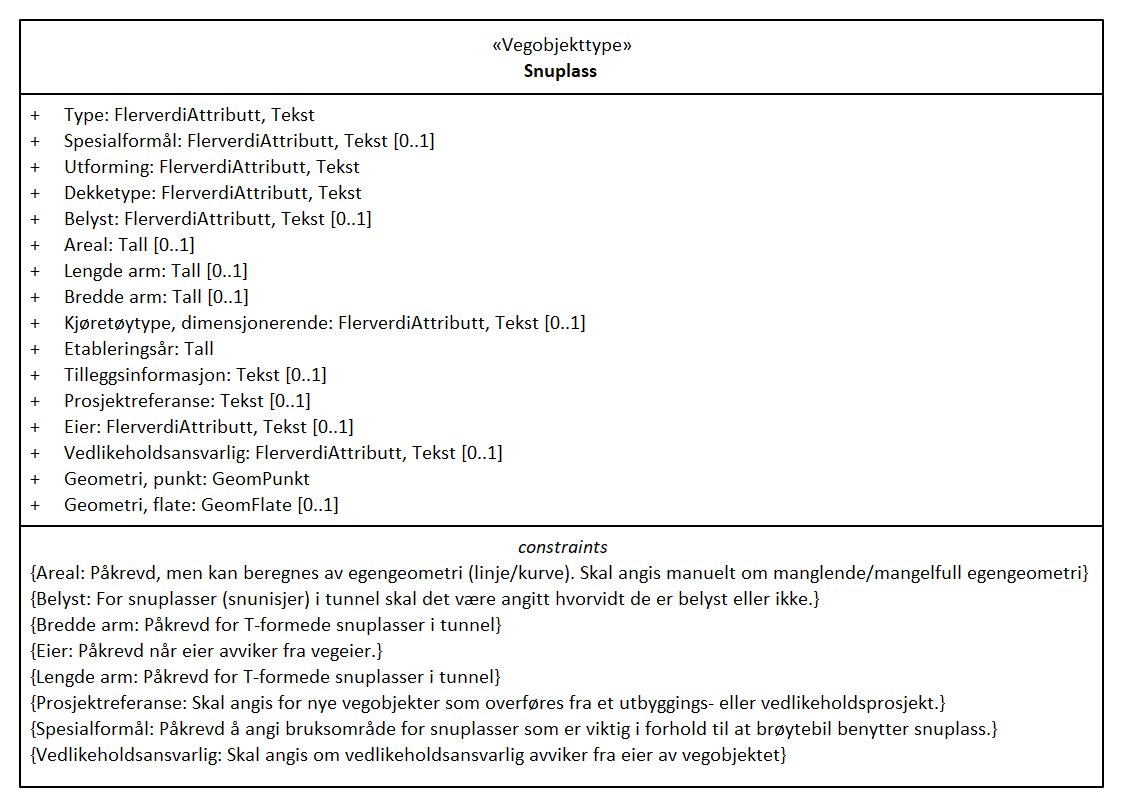 «Vegobjekttype»
Snuplass
+ Type: FlerverdiAttributt, Tekst
+ Spesialformål: FlerverdiAttributt, Tekst [0..1]
+ Utforming: FlerverdiAttributt, Tekst
+ Dekketype: FlerverdiAttributt, Tekst
+ Belyst: FlerverdiAttributt, Tekst [0..1]
+ Areal: Tall [0..1]
+ Lengde arm: Tall [0..1]
+ Bredde arm: Tall [0..1]
+ Kjøretøytype, dimensjonerende: FlerverdiAttributt, Tekst [0..1]
+ Etableringsår: Tall
+ Tilleggsinformasjon: Tekst [0..1]
+ Prosjektreferanse: Tekst [0..1]
+ Eier: FlerverdiAttributt, Tekst [0..1]
+ Vedlikeholdsansvarlig: FlerverdiAttributt, Tekst [0..1]
+ Geometri, punkt: GeomPunkt
+ Geometri, flate: GeomFlate [0..1]
constraints
{Areal: Påkrevd, men kan beregnes av egengeometri (linje/kurve). Skal angis manuelt om manglende/mangelfull egengeometri}
{Belyst: For snuplasser (snunisjer) i tunnel skal det være angitt hvorvidt de er belyst eller ikke.}
{Bredde arm: Påkrevd for T-formede snuplasser i tunnel}
{Eier: Påkrevd når eier avviker fra vegeier.}
{Lengde arm: Påkrevd for T-formede snuplasser i tunnel}
{Prosjektreferanse: Skal angis for nye vegobjekter som overføres fra et utbyggings- eller vedlikeholdsprosjekt.}
{Spesialformål: Påkrevd å angi bruksområde for snuplasser som er viktig i forhold til at brøytebil benytter snuplass.}
{Vedlikeholdsansvarlig: Skal angis om vedlikeholdsansvarlig avviker fra eier av vegobjektet}